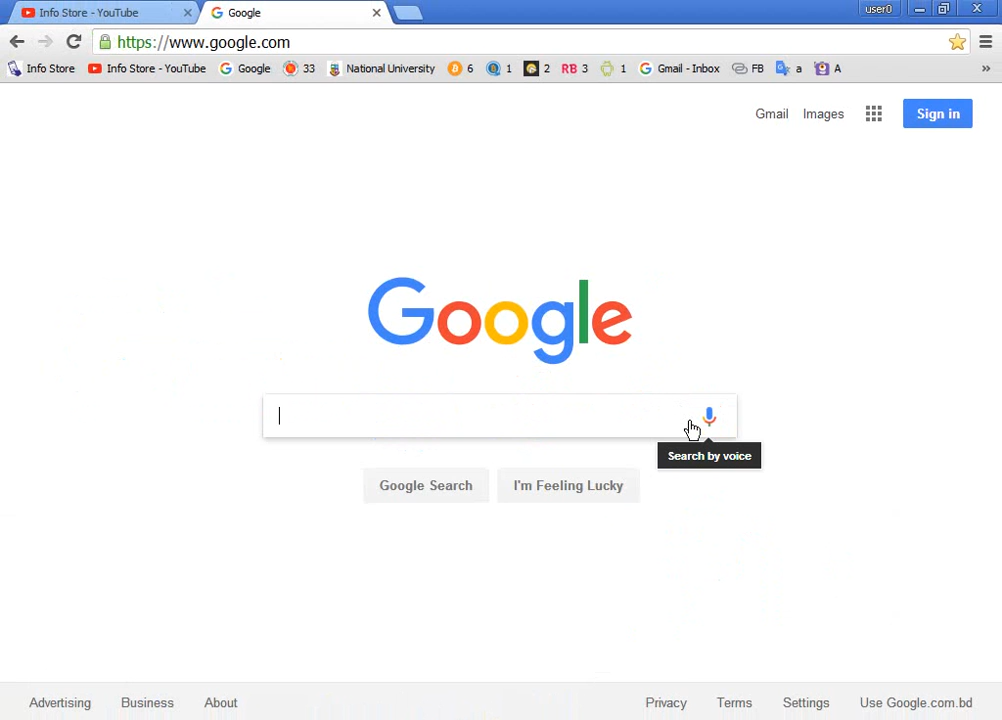 Info Store - YouTube
Google
user0
https://www.google.com
Info Store
Info Store - YouTube
Google
33
National University
6
1
2
RB 3
1
Gmail - Inbox
FB
a
A
»
Gmail
Images
Sign in
Google
Search by voice
Google Search
I'm Feeling Lucky
Advertising
Business
About
Privacy
Terms
Settings
Use Google.com.bd